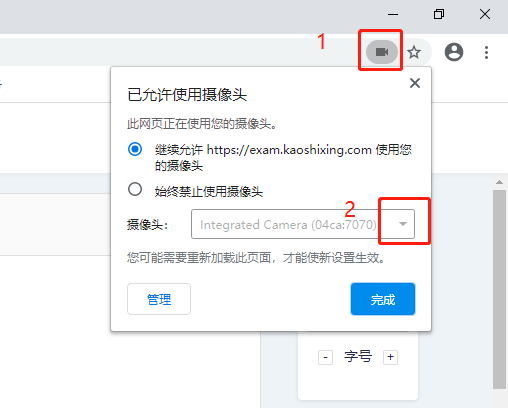 1
已允许使用摄像头
此网页正在使用您的摄像头。
继续允许 https://exam.kaoshixing.com 使用您
的摄像头
始终禁止使用摄像头
2
摄像头： Integrated Camera (04ca:7070)
您可能需要重新加载此页面，才能使新设置生效。
管理 完成
- 字号 +